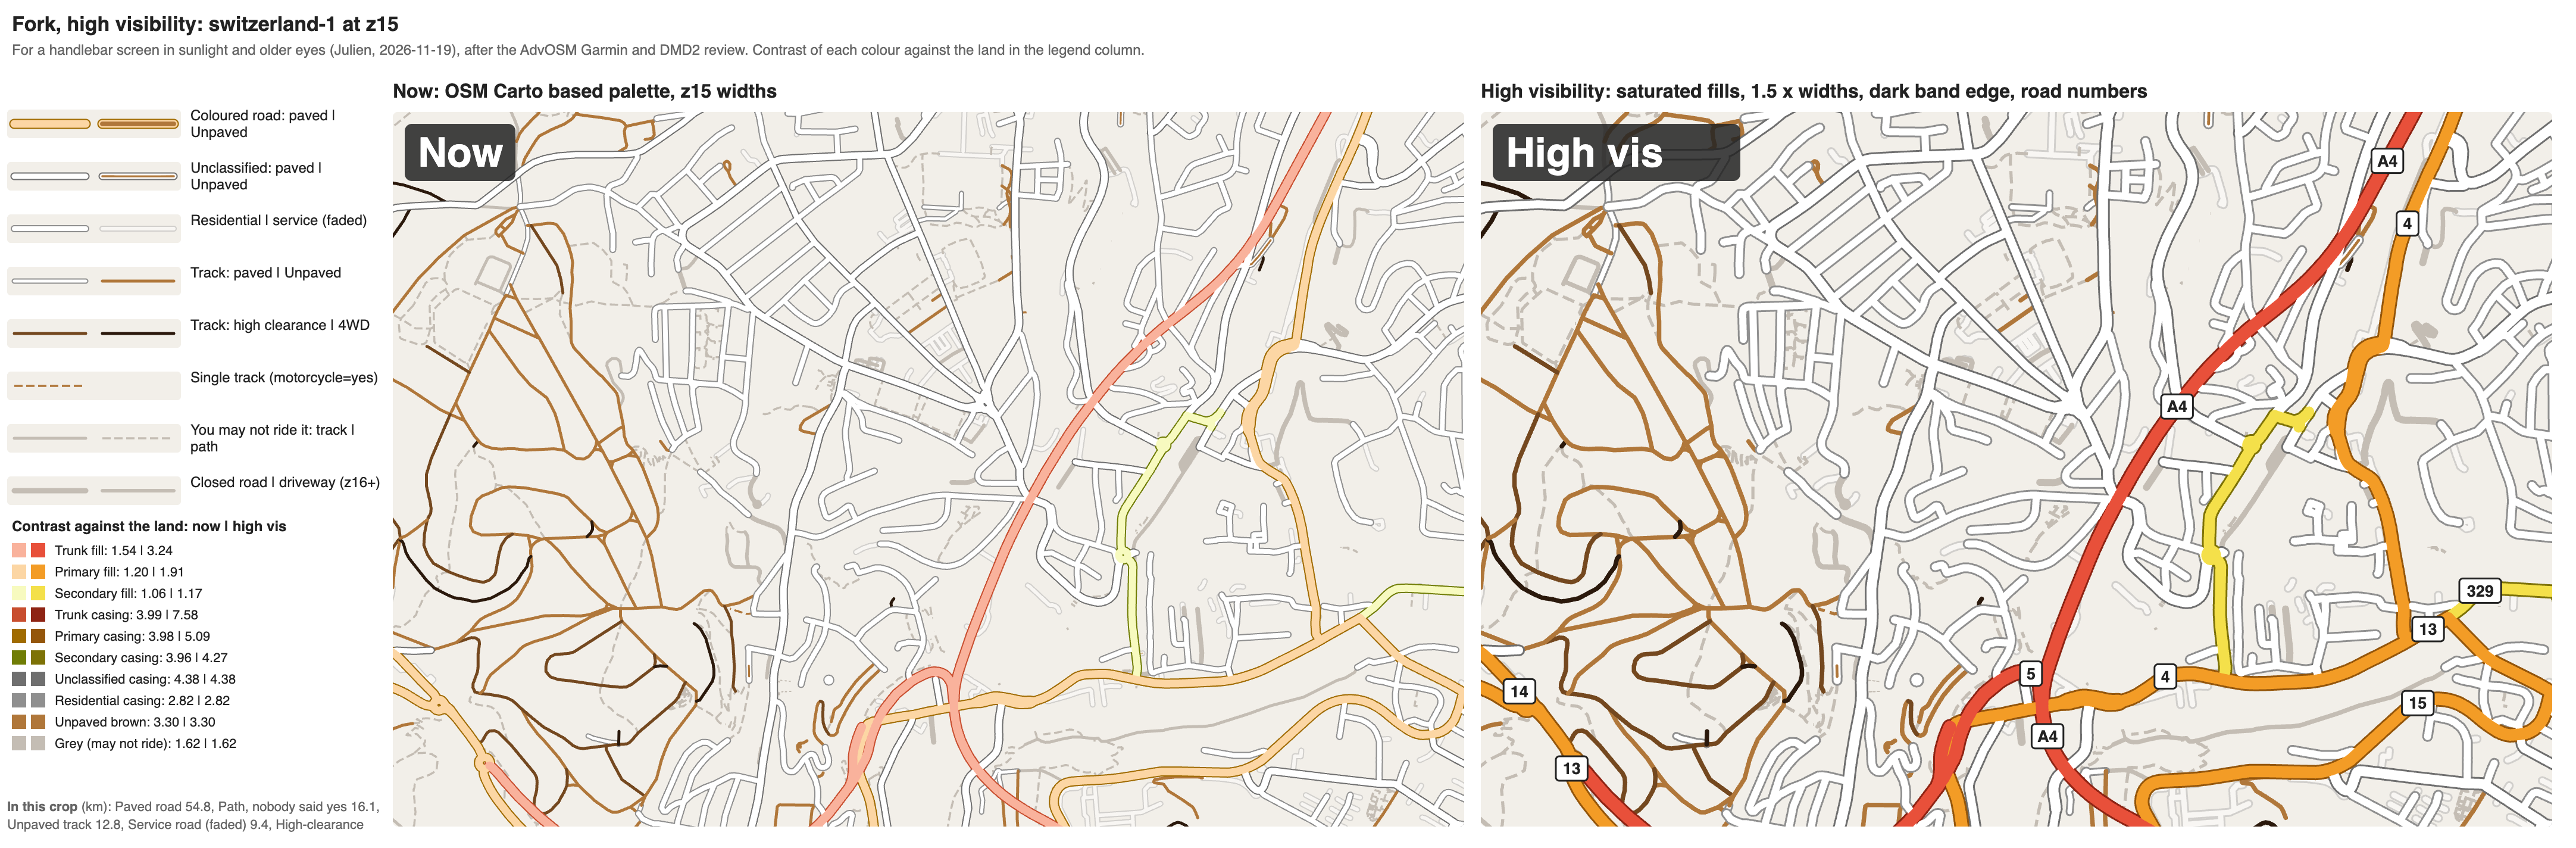 Fork, high visibility: switzerland-1 at z15
For a handlebar screen in sunlight and older eyes (Julien, 2026-11-19), after the AdvOSM Garmin and DMD2 review. Contrast of each colour against the land in the legend column.
Coloured road: paved | Unpaved
Unclassified: paved | Unpaved
Residential | service (faded)
Track: paved | Unpaved
Track: high clearance | 4WD
Single track (motorcycle=yes)
You may not ride it: track | path
Closed road | driveway (z16+)
Contrast against the land: now | high vis
Trunk fill: 1.54 | 3.24
Primary fill: 1.20 | 1.91
Secondary fill: 1.06 | 1.17
Trunk casing: 3.99 | 7.58
Primary casing: 3.98 | 5.09
Secondary casing: 3.96 | 4.27
Unclassified casing: 4.38 | 4.38
Residential casing: 2.82 | 2.82
Unpaved brown: 3.30 | 3.30
Grey (may not ride): 1.62 | 1.62
In this crop (km): Paved road 54.8, Path, nobody said yes 16.1,
Unpaved track 12.8, Service road (faded) 9.4, High-clearance
Now: OSM Carto based palette, z15 widths
Now
High visibility: saturated fills, 1.5 x widths, dark band edge, road numbers
High vis
A4
4
A4
329
13
5
4
14
15
A4
13